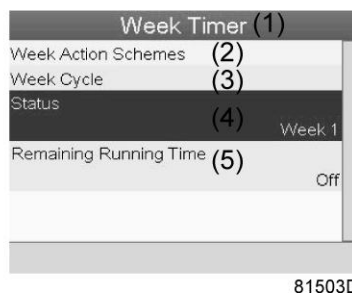 Week Timer (1)
Week Action Schemes (2)
Week Cycle (3)
Status (4)
Week 1
Remaining Running Time (5)
Off
81503D